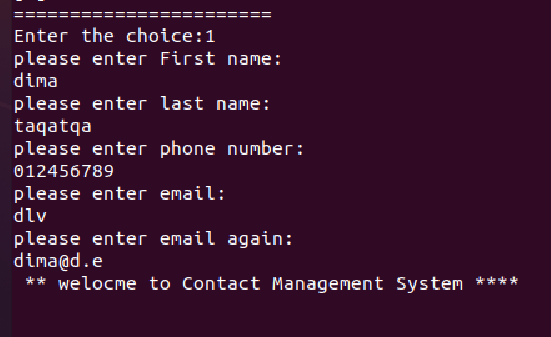 =======================
Enter the choice:1
please enter First name:
dima
please enter last name:
taqatqa
please enter phone number:
012456789
please enter email:
dlv
please enter email again:
dima@d.e
** welocme to Contact Management System ****